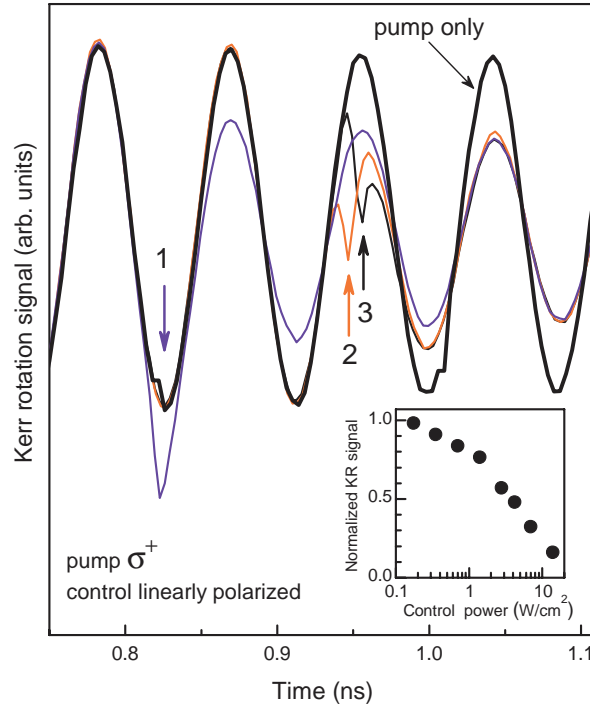 pump only
Kerr rotation signal (arb. units)
1
2
3
pump σ+
control linearly polarized
Normalized KR signal
1.0
0.5
0.0
0.1
1
10
Control power (W/cm2)
0.8
0.9
1.0
1.1
Time (ns)